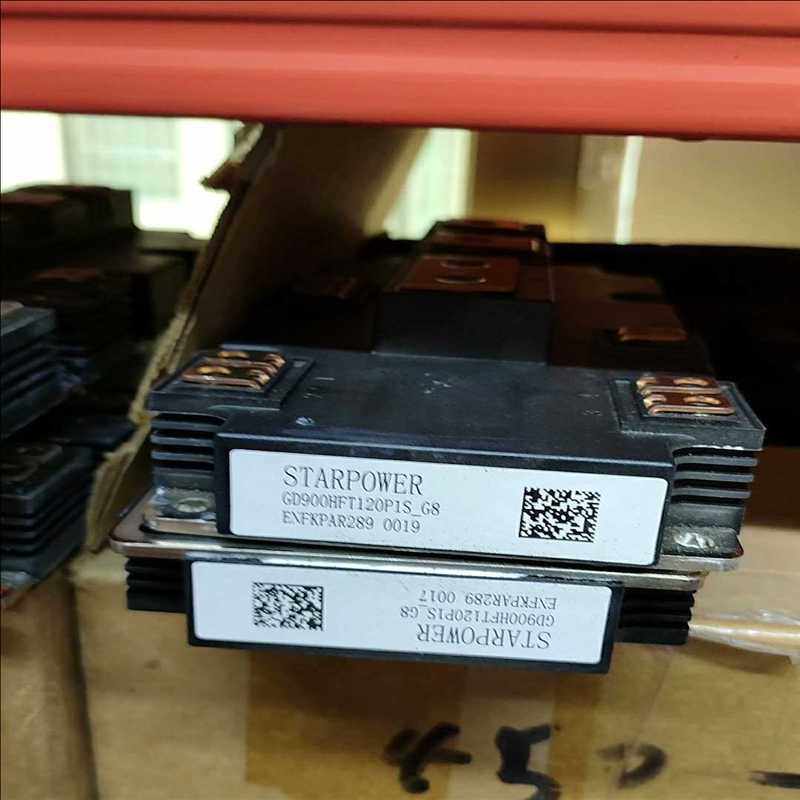 STARPOWER
GD900HFT120P1S_G8
ENFKPAR289 0019
STARPOWER
GD900HFT120P1S_G8
ENFKPAR289 0017